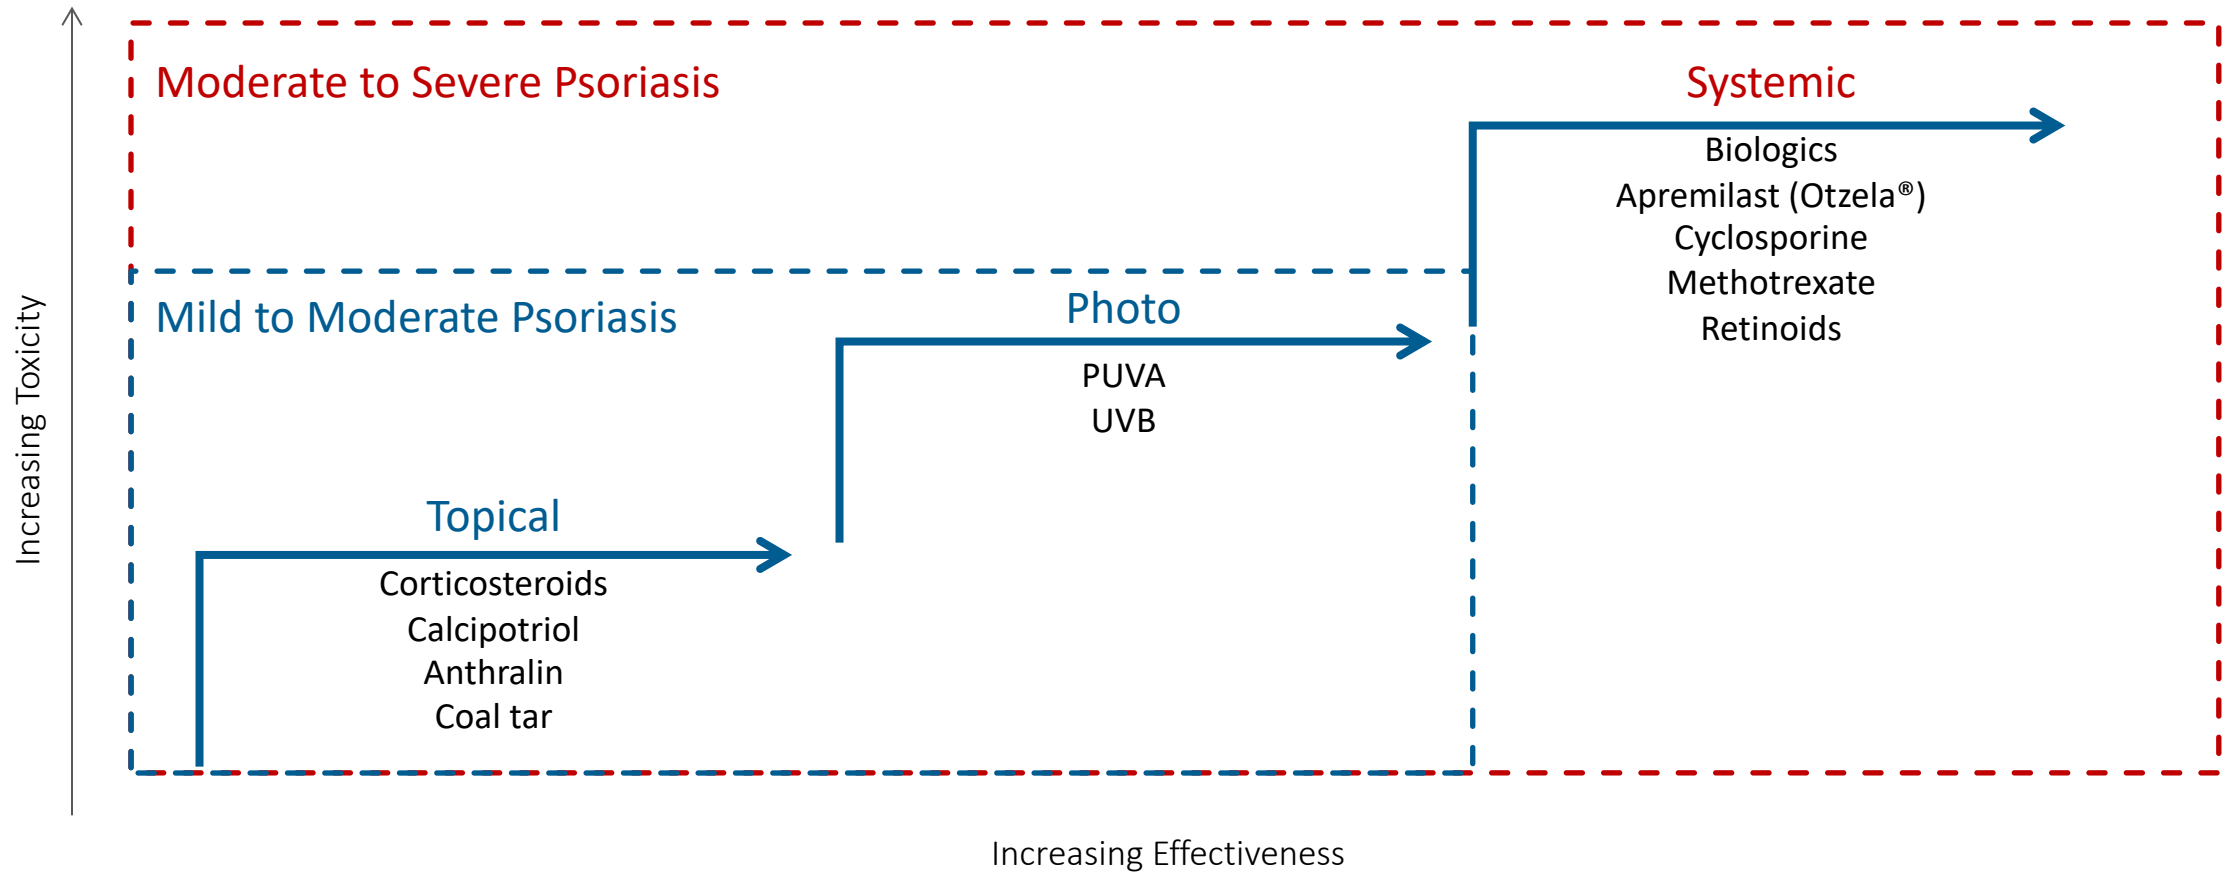 Moderate to Severe Psoriasis
Systemic
Biologics
Apremilast (Otzela®)
Cyclosporine
Methotrexate
Retinoids
Mild to Moderate Psoriasis
Photo
PUVA
UVB
Topical
Corticosteroids
Calcipotriol
Anthralin
Coal tar
Increasing Toxicity
Increasing Effectiveness